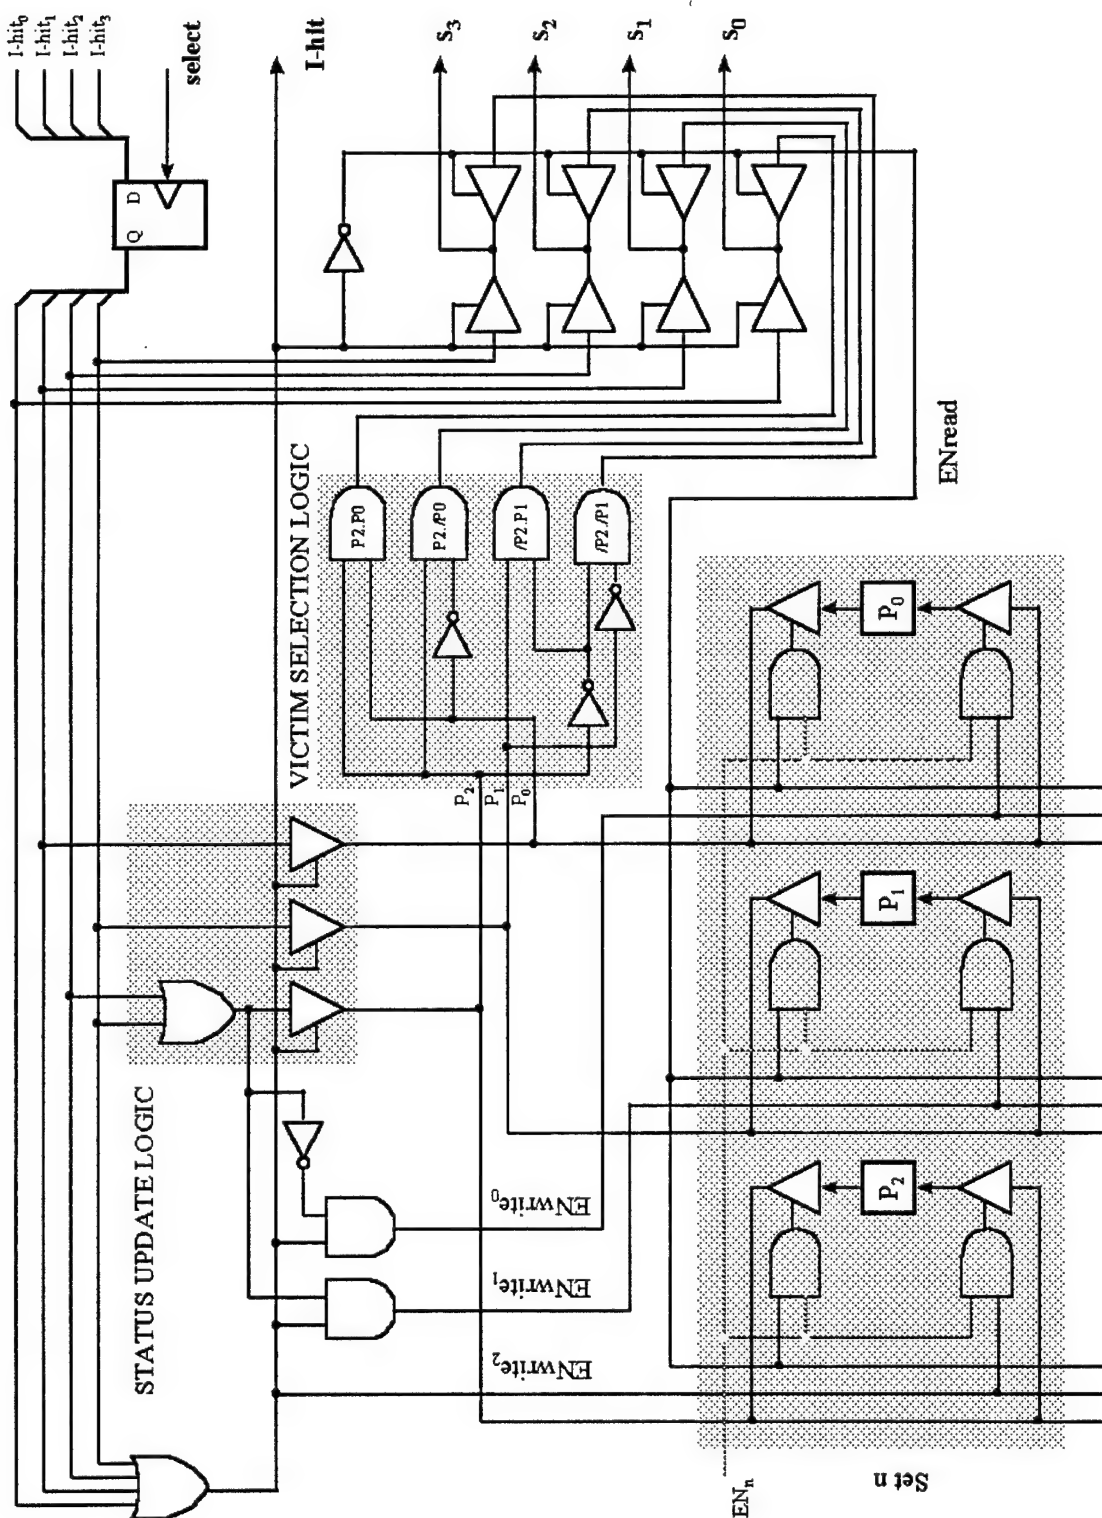 I-hit₀
I-hit₁
I-hit₂
I-hit₃
select
D
Q
I-hit
S₃
S₂
S₁
S₀
VICTIM SELECTION LOGIC
P2.P0
P2./P0
/P2.P1
/P2./P1
P₂
P₁
P₀
STATUS UPDATE LOGIC
ENwrite₀
ENwrite₁
ENwrite₂
ENread
P₀
P₁
P₂
Set n
ENₙ